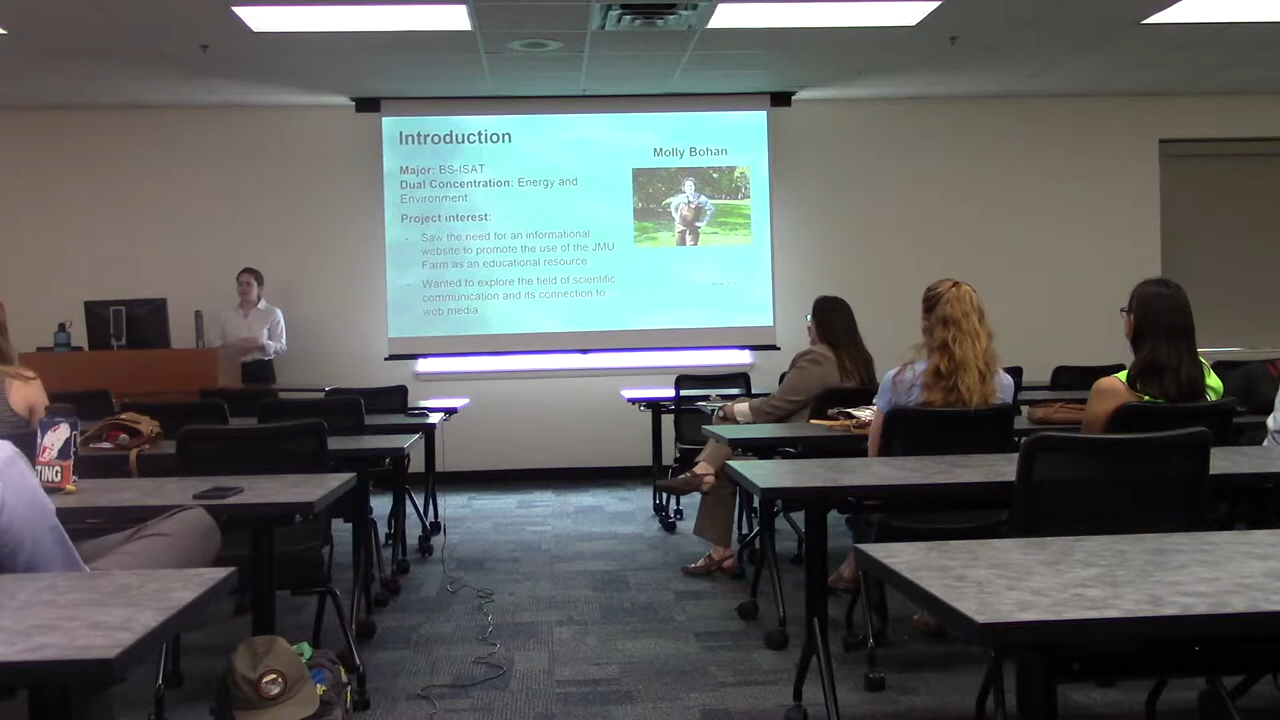 Introduction
Molly Bohan
Major: BS-ISAT
Dual Concentration: Energy and
Environment
Project interest:
- Saw the need for an informational
website to promote the use of the JMU
Farm as an educational resource
- Wanted to explore the field of scientific
communication and its connection to
web media
TING